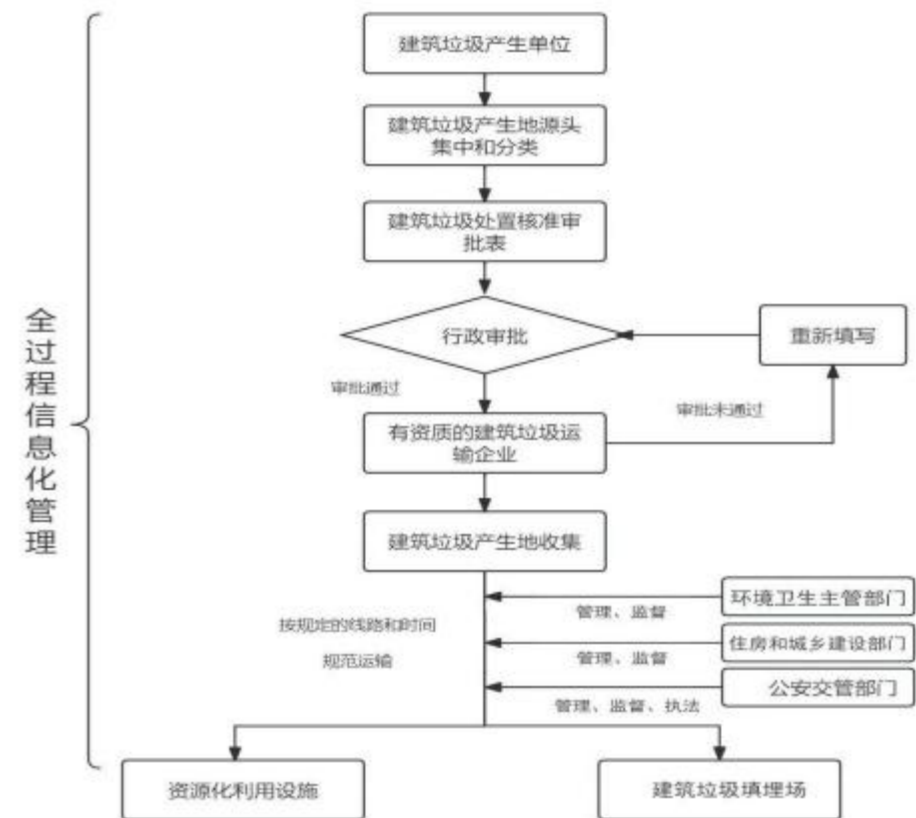 建筑垃圾产生单位
建筑垃圾产生地源头
集中和分类
建筑垃圾处置核准审
批表
全过程信息化管理
行政审批
重新填写
审批通过
审批未通过
有资质的建筑垃圾运
输企业
建筑垃圾产生地收集
环境卫生主管部门
管理、监督
按规定的线路和时间
规范运输
住房和城乡建设部门
管理、监督
公安交管部门
管理、监督、执法
资源化利用设施
建筑垃圾填埋场